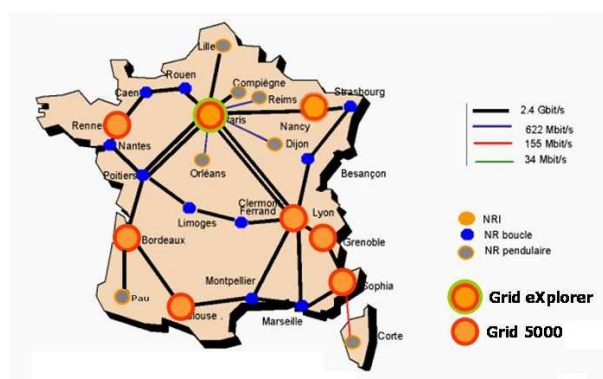 Lille
Rouen
Compiègne
Caen
Reims
Strasbourg
Paris
Renne
Nancy
Nantes
Dijon
Orléans
Poitiers
Besançon
Clermont
Ferrand
Lyon
Limoges
Grenoble
Bordeaux
Montpellier
Sophia
Pau
louse .
Marseille
Corte
2.4 Gbit/s
622 Mbit/s
155 Mbit/s
34 Mbit/s
NRI
NR boucle
NR pendulaire
Grid eXplorer
Grid 5000